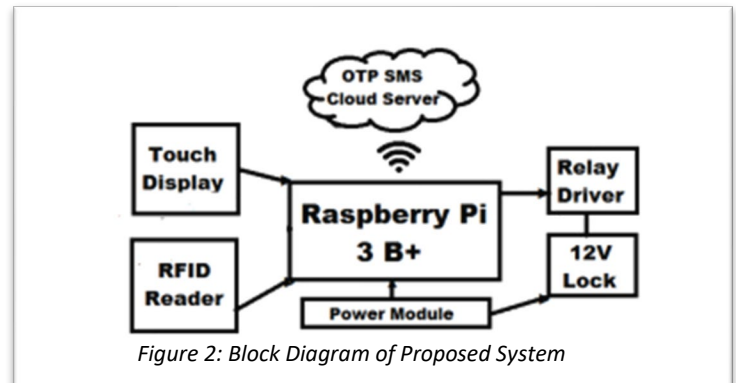 OTP SMS
Cloud Server
Touch
Display
Raspberry Pi
3 B+
Relay
Driver
RFID
Reader
12V
Lock
Power Module
Figure 2: Block Diagram of Proposed System